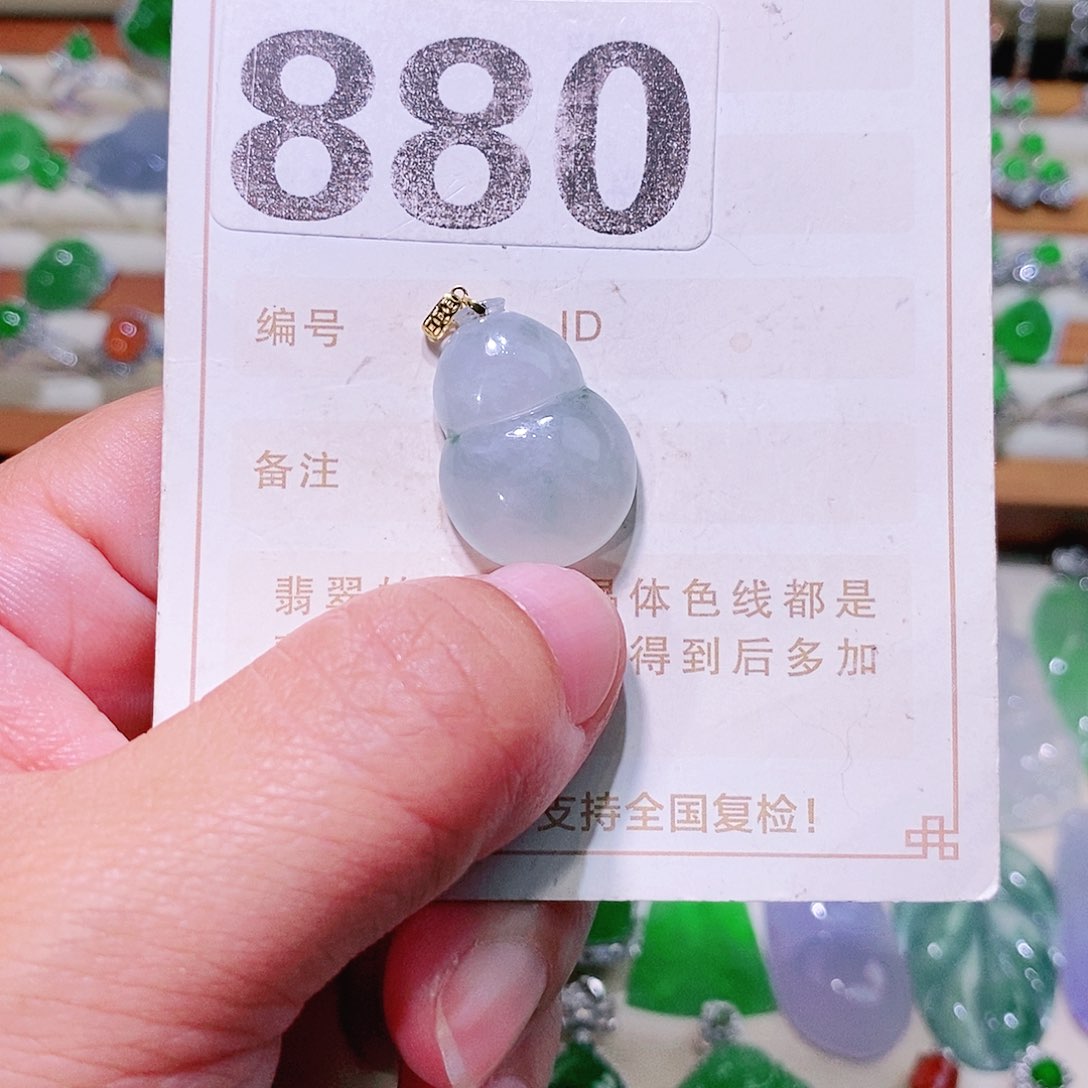 880
编号 ID
备注
翡翠 体色线都是
得到后多加
支持全国复检!